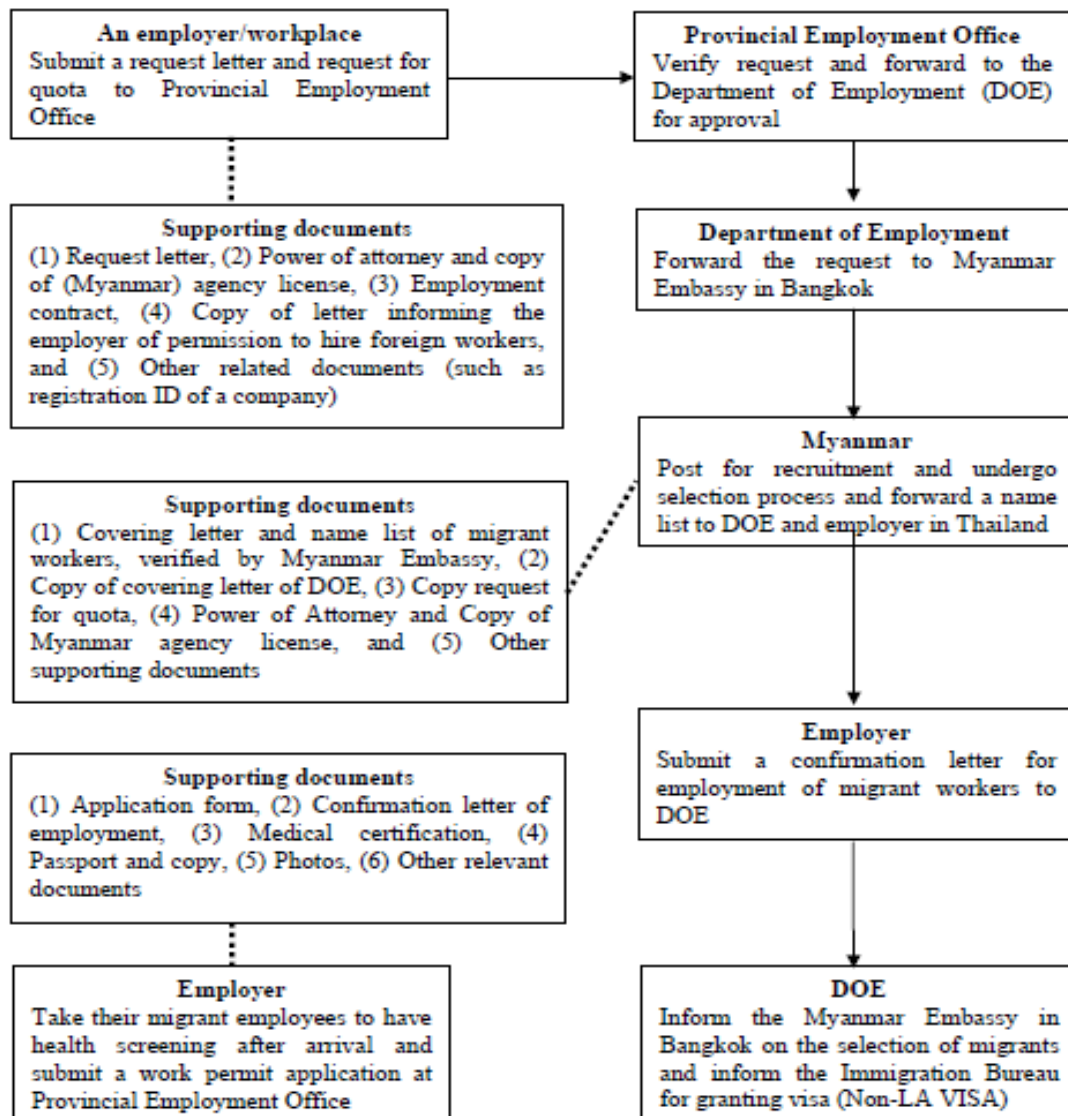 An employer/workplace
Submit a request letter and request for
quota to Provincial Employment
Office
Provincial Employment Office
Verify request and forward to the
Department of Employment (DOE)
for approval
Supporting documents
(1) Request letter, (2) Power of attorney and copy
of (Myanmar) agency license, (3) Employment
contract, (4) Copy of letter informing the
employer of permission to hire foreign workers,
and (5) Other related documents (such as
registration ID of a company)
Department of Employment
Forward the request to Myanmar
Embassy in Bangkok
Myanmar
Post for recruitment and undergo
selection process and forward a name
list to DOE and employer in Thailand
Supporting documents
(1) Covering letter and name list of migrant
workers, verified by Myanmar Embassy, (2)
Copy of covering letter of DOE, (3) Copy request
for quota, (4) Power of Attorney and Copy of
Myanmar agency license, and (5) Other
supporting documents
Employer
Submit a confirmation letter for
employment of migrant workers to
DOE
Supporting documents
(1) Application form, (2) Confirmation letter of
employment, (3) Medical certification, (4)
Passport and copy, (5) Photos, (6) Other relevant
documents
Employer
Take their migrant employees to have
health screening after arrival and
submit a work permit application at
Provincial Employment Office
DOE
Inform the Myanmar Embassy in
Bangkok on the selection of migrants
and inform the Immigration Bureau
for granting visa (Non-LA VISA)